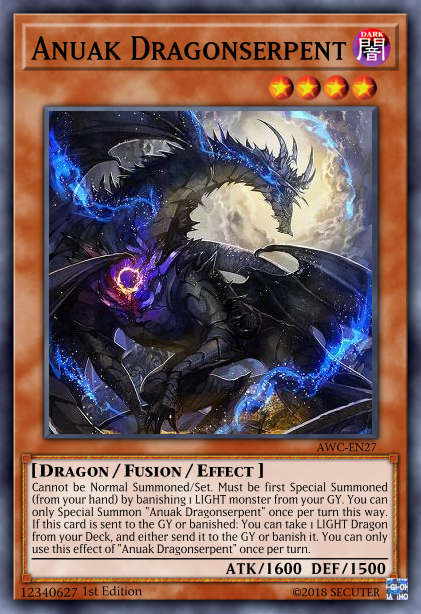 ANUAK DRAGONSERPENT
DARK
闇
AWC-EN27
[ DRAGON / FUSION / EFFECT ]
Cannot be Normal Summoned/Set. Must be first Special Summoned
(from your hand) by banishing 1 LIGHT monster from your GY. You can
only Special Summon "Anuak Dragonserpent" once per turn this way.
If this card is sent to the GY or banished: You can take 1 LIGHT Dragon
from your Deck, and either send it to the GY or banish it. You can only
use this effect of "Anuak Dragonserpent" once per turn.
ATK/1600 DEF/1500
12340627 1st Edition
©2018 SECUTER